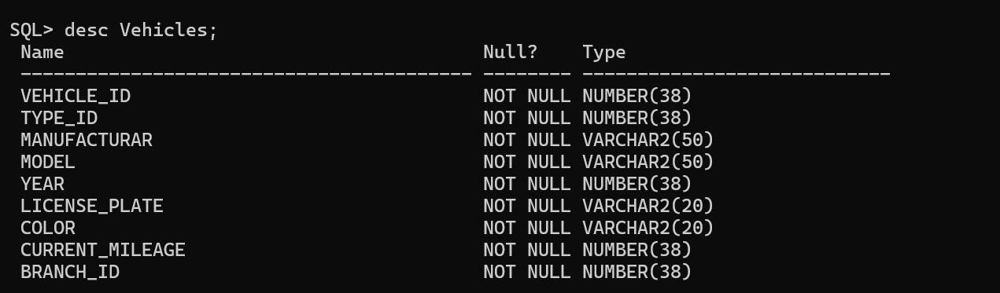 SQL> desc Vehicles;
 Name                                      Null?    Type
 ----------------------------------------- -------- ----------------------------
 VEHICLE_ID                                NOT NULL NUMBER(38)
 TYPE_ID                                   NOT NULL NUMBER(38)
 MANUFACTURAR                              NOT NULL VARCHAR2(50)
 MODEL                                     NOT NULL VARCHAR2(50)
 YEAR                                      NOT NULL NUMBER(38)
 LICENSE_PLATE                             NOT NULL VARCHAR2(20)
 COLOR                                     NOT NULL VARCHAR2(20)
 CURRENT_MILEAGE                           NOT NULL NUMBER(38)
 BRANCH_ID                                 NOT NULL NUMBER(38)